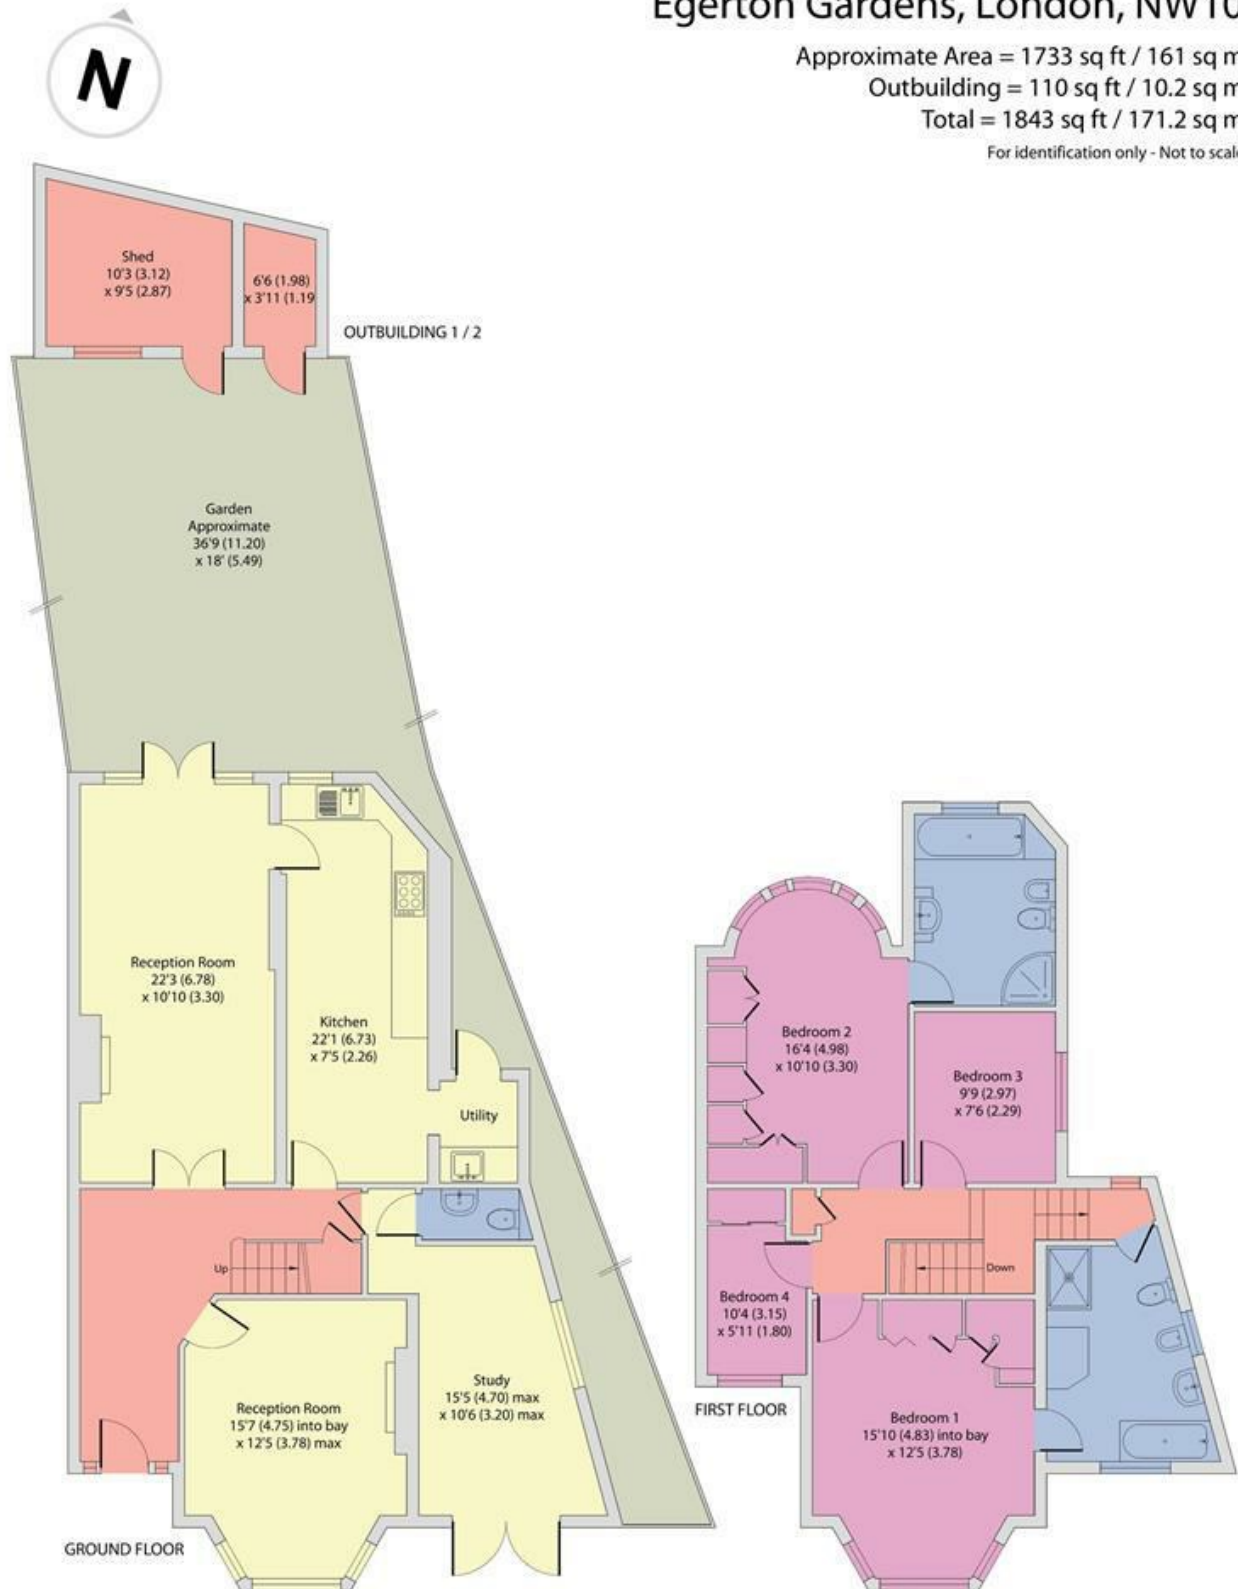 Egerton Gardens, London, NW10
Approximate Area = 1733 sq ft / 161 sq m
Outbuilding = 110 sq ft / 10.2 sq m
Total = 1843 sq ft / 171.2 sq m
For identification only - Not to scale
N
Shed
10'3 (3.12)
x 9'5 (2.87)
6'6 (1.98)
x 3'11 (1.19
OUTBUILDING 1 / 2
Garden
Approximate
36'9 (11.20)
x 18' (5.49)
Reception Room
22'3 (6.78)
x 10'10 (3.30)
Kitchen
22'1 (6.73)
x 7'5 (2.26)
Utility
Up
Reception Room
15'7 (4.75) into bay
x 12'5 (3.78) max
Study
15'5 (4.70) max
x 10'6 (3.20) max
GROUND FLOOR
Bedroom 2
16'4 (4.98)
x 10'10 (3.30)
Bedroom 3
9'9 (2.97)
x 7'6 (2.29)
Down
Bedroom 4
10'4 (3.15)
x 5'11 (1.80)
Bedroom 1
15'10 (4.83) into bay
x 12'5 (3.78)
FIRST FLOOR